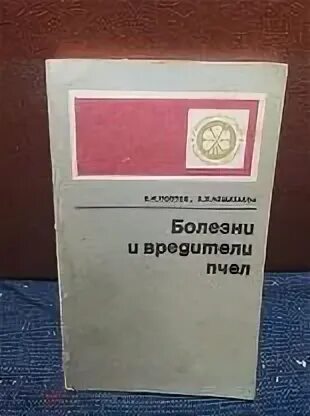 Болезни
и вредители
пчел